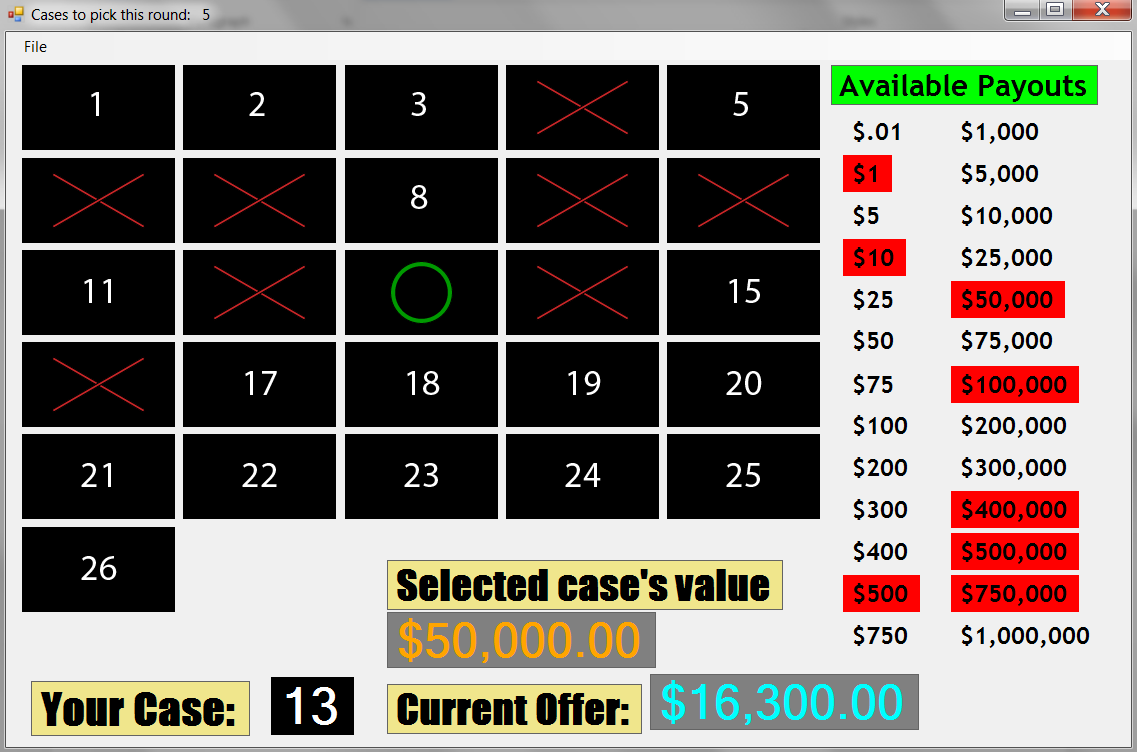 Cases to pick this round: 5
File
1 2 3 5
8
11 15
17 18 19 20
21 22 23 24 25
26
Available Payouts
$.01 $1,000
$1 $5,000
$5 $10,000
$10 $25,000
$25 $50,000
$50 $75,000
$75 $100,000
$100 $200,000
$200 $300,000
$300 $400,000
$400 $500,000
$500 $750,000
$750 $1,000,000
Selected case's value
$50,000.00
Your Case: 13
Current Offer: $16,300.00